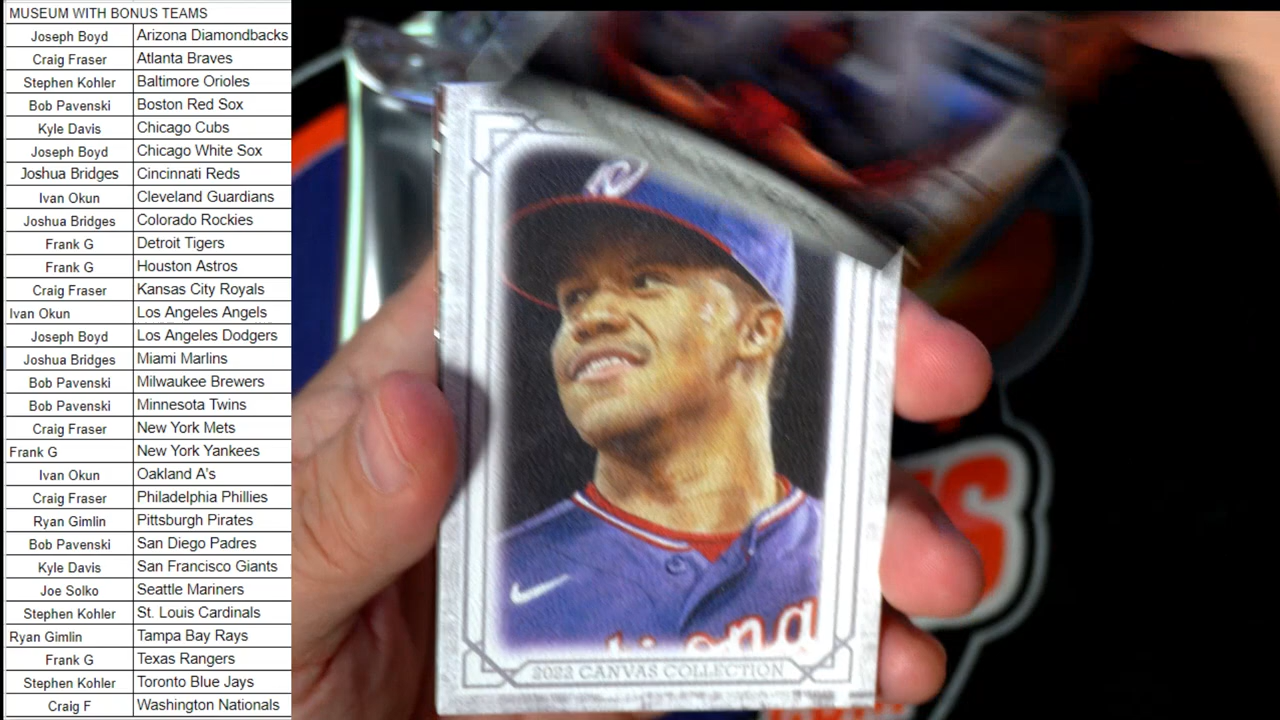 MUSEUM WITH BONUS TEAMS
Joseph Boyd Arizona Diamondbacks
Craig Fraser Atlanta Braves
Stephen Kohler Baltimore Orioles
Bob Pavenski Boston Red Sox
Kyle Davis Chicago Cubs
Joseph Boyd Chicago White Sox
Joshua Bridges Cincinnati Reds
Ivan Okun Cleveland Guardians
Joshua Bridges Colorado Rockies
Frank G Detroit Tigers
Frank G Houston Astros
Craig Fraser Kansas City Royals
Ivan Okun Los Angeles Angels
Joseph Boyd Los Angeles Dodgers
Joshua Bridges Miami Marlins
Bob Pavenski Milwaukee Brewers
Bob Pavenski Minnesota Twins
Craig Fraser New York Mets
Frank G New York Yankees
Ivan Okun Oakland A's
Craig Fraser Philadelphia Phillies
Ryan Gimlin Pittsburgh Pirates
Bob Pavenski San Diego Padres
Kyle Davis San Francisco Giants
Joe Solko Seattle Mariners
Stephen Kohler St. Louis Cardinals
Ryan Gimlin Tampa Bay Rays
Frank G Texas Rangers
Stephen Kohler Toronto Blue Jays
Craig F Washington Nationals
2022 CANVAS COLLECTION